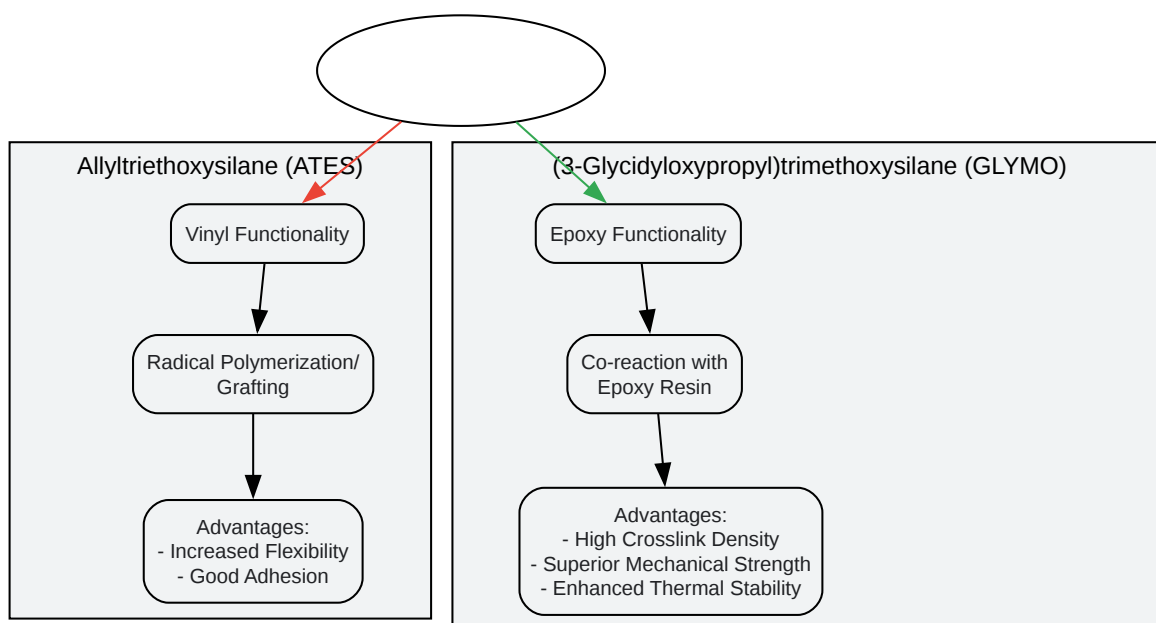 Allyltriethoxysilane (ATES)
Vinyl Functionality
Radical Polymerization/
Grafting
Advantages:
- Increased Flexibility
- Good Adhesion
(3-Glycidyloxypropyl)trimethoxysilane (GLYMO)
Epoxy Functionality
Co-reaction with
Epoxy Resin
Advantages:
- High Crosslink Density
- Superior Mechanical Strength
- Enhanced Thermal Stability